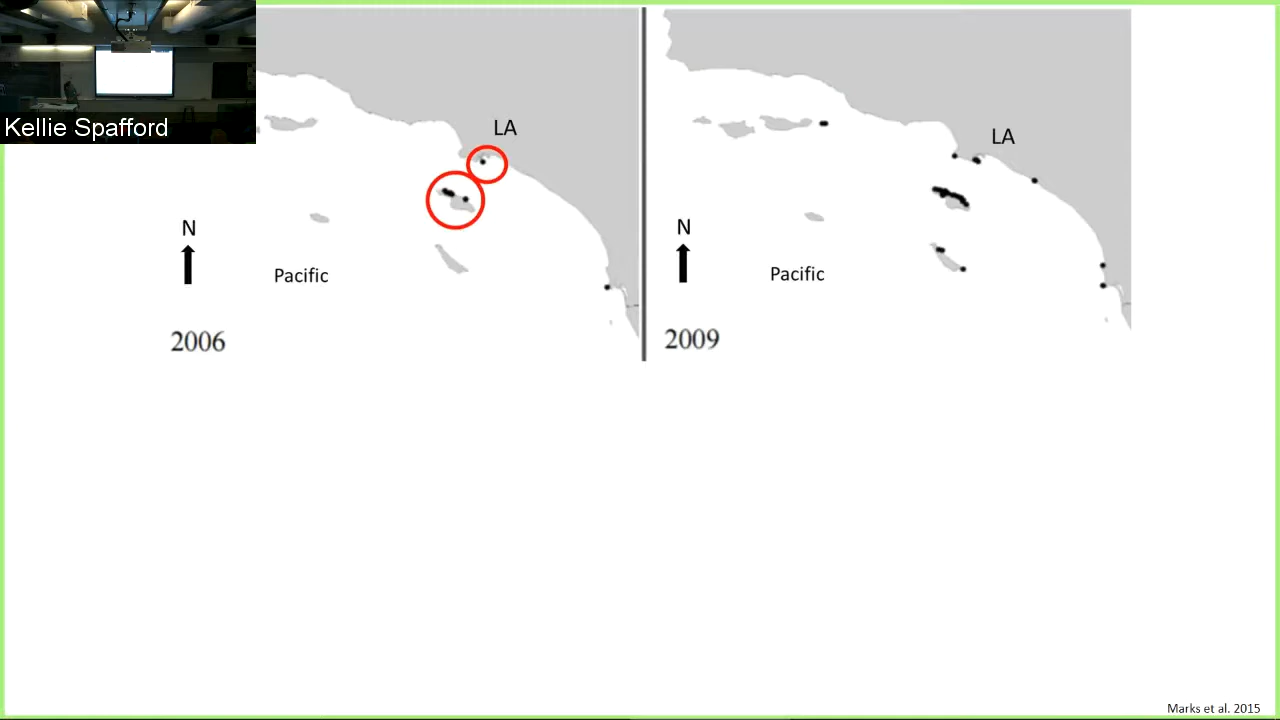 Kellie Spafford
LA
N
Pacific
2006
LA
N
Pacific
2009
Marks et al. 2015